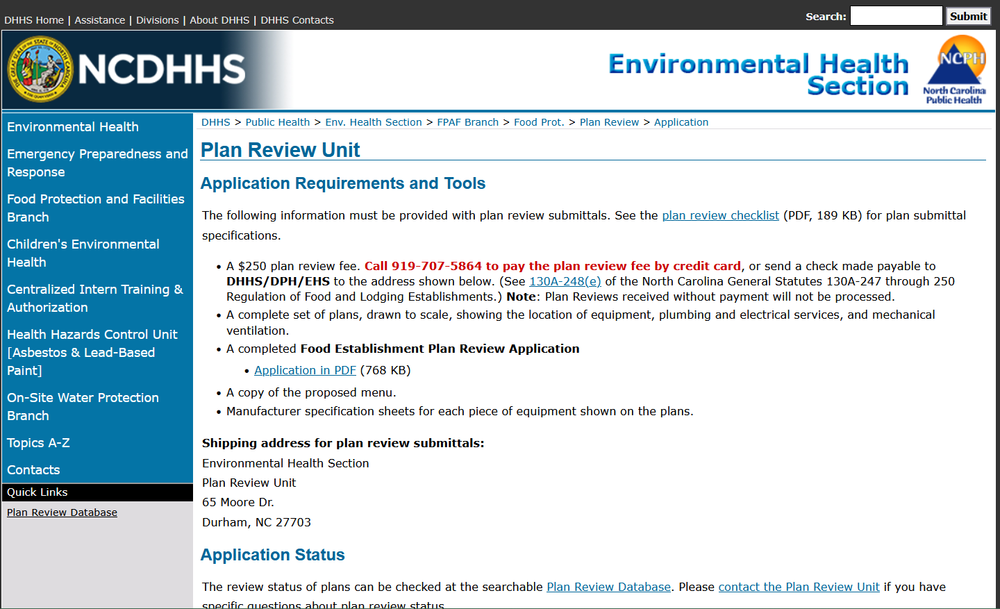 DHHS Home | Assistance | Divisions | About DHHS | DHHS Contacts
Search: Submit
NCDHHS
Environmental Health
Section
NCPH
North Carolina
Public Health
Environmental Health
Emergency Preparedness and
Response
Food Protection and Facilities
Branch
Children's Environmental
Health
Centralized Intern Training &
Authorization
Health Hazards Control Unit
[Asbestos & Lead-Based
Paint]
On-Site Water Protection
Branch
Topics A-Z
Contacts
Quick Links
Plan Review Database
DHHS > Public Health > Env. Health Section > FPAF Branch > Food Prot. > Plan Review > Application
Plan Review Unit
Application Requirements and Tools
The following information must be provided with plan review submittals. See the plan review checklist (PDF, 189 KB) for plan submittal
specifications.
• A $250 plan review fee. Call 919-707-5864 to pay the plan review fee by credit card, or send a check made payable to
DHHS/DPH/EHS to the address shown below. (See 130A-248(e) of the North Carolina General Statutes 130A-247 through 250
Regulation of Food and Lodging Establishments.) Note: Plan Reviews received without payment will not be processed.
• A complete set of plans, drawn to scale, showing the location of equipment, plumbing and electrical services, and mechanical
ventilation.
• A completed Food Establishment Plan Review Application
• Application in PDF (768 KB)
• A copy of the proposed menu.
• Manufacturer specification sheets for each piece of equipment shown on the plans.
Shipping address for plan review submittals:
Environmental Health Section
Plan Review Unit
65 Moore Dr.
Durham, NC 27703
Application Status
The review status of plans can be checked at the searchable Plan Review Database. Please contact the Plan Review Unit if you have
specific questions about plan review status.